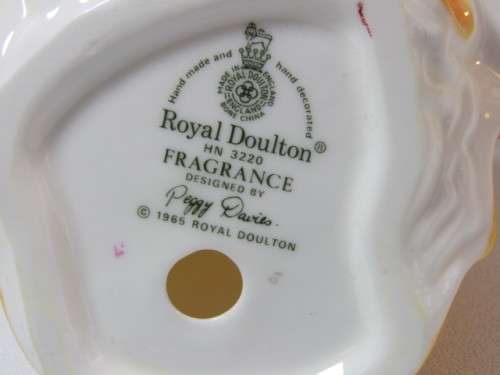 Hand made and hand decorated
MADE IN ENGLAND
ROYAL DOULTON
ENGLAND
BONE CHINA
Royal Doulton®
HN 3220
FRAGRANCE
DESIGNED BY
Peggy Davies.
© 1965 ROYAL DOULTON